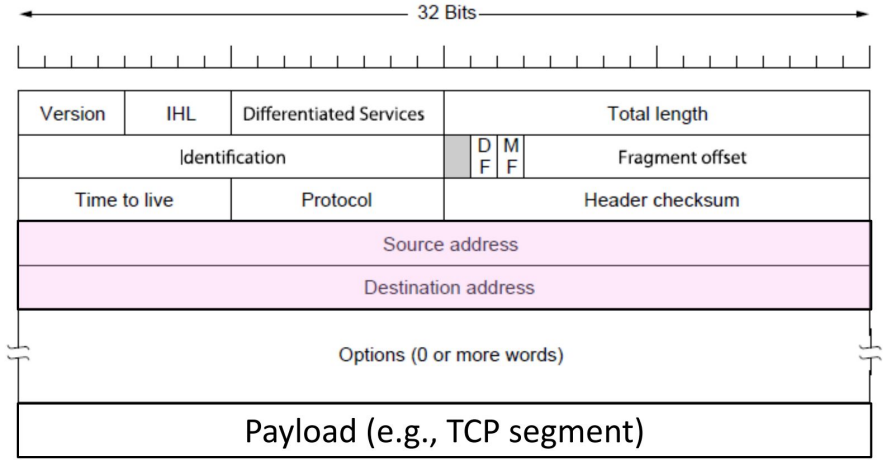 32 Bits
Version IHL Differentiated Services Total length
Identification D M Fragment offset
F F
Time to live Protocol Header checksum
Source address
Destination address
Options (0 or more words)
Payload (e.g., TCP segment)